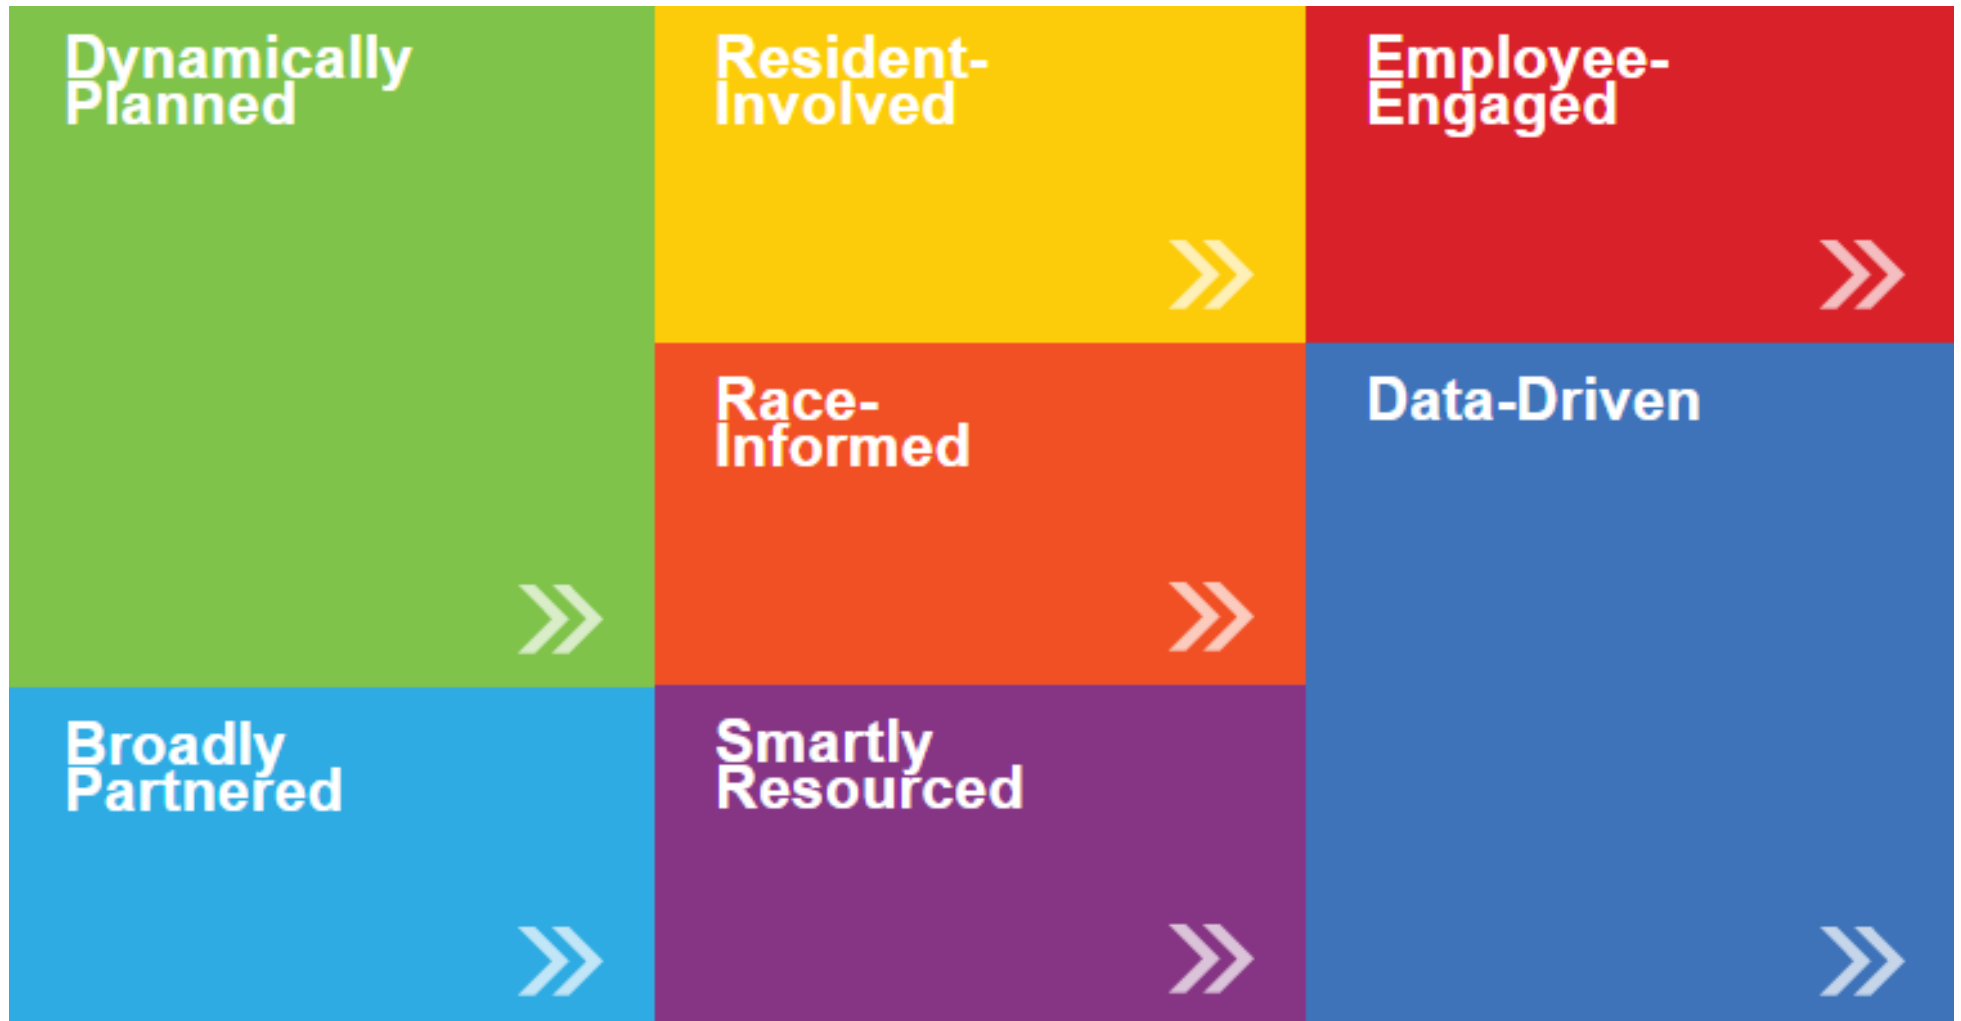 Dynamically
Planned
Resident-
Involved
Employee-
Engaged
Race-
Informed
Data-Driven
Broadly
Partnered
Smartly
Resourced